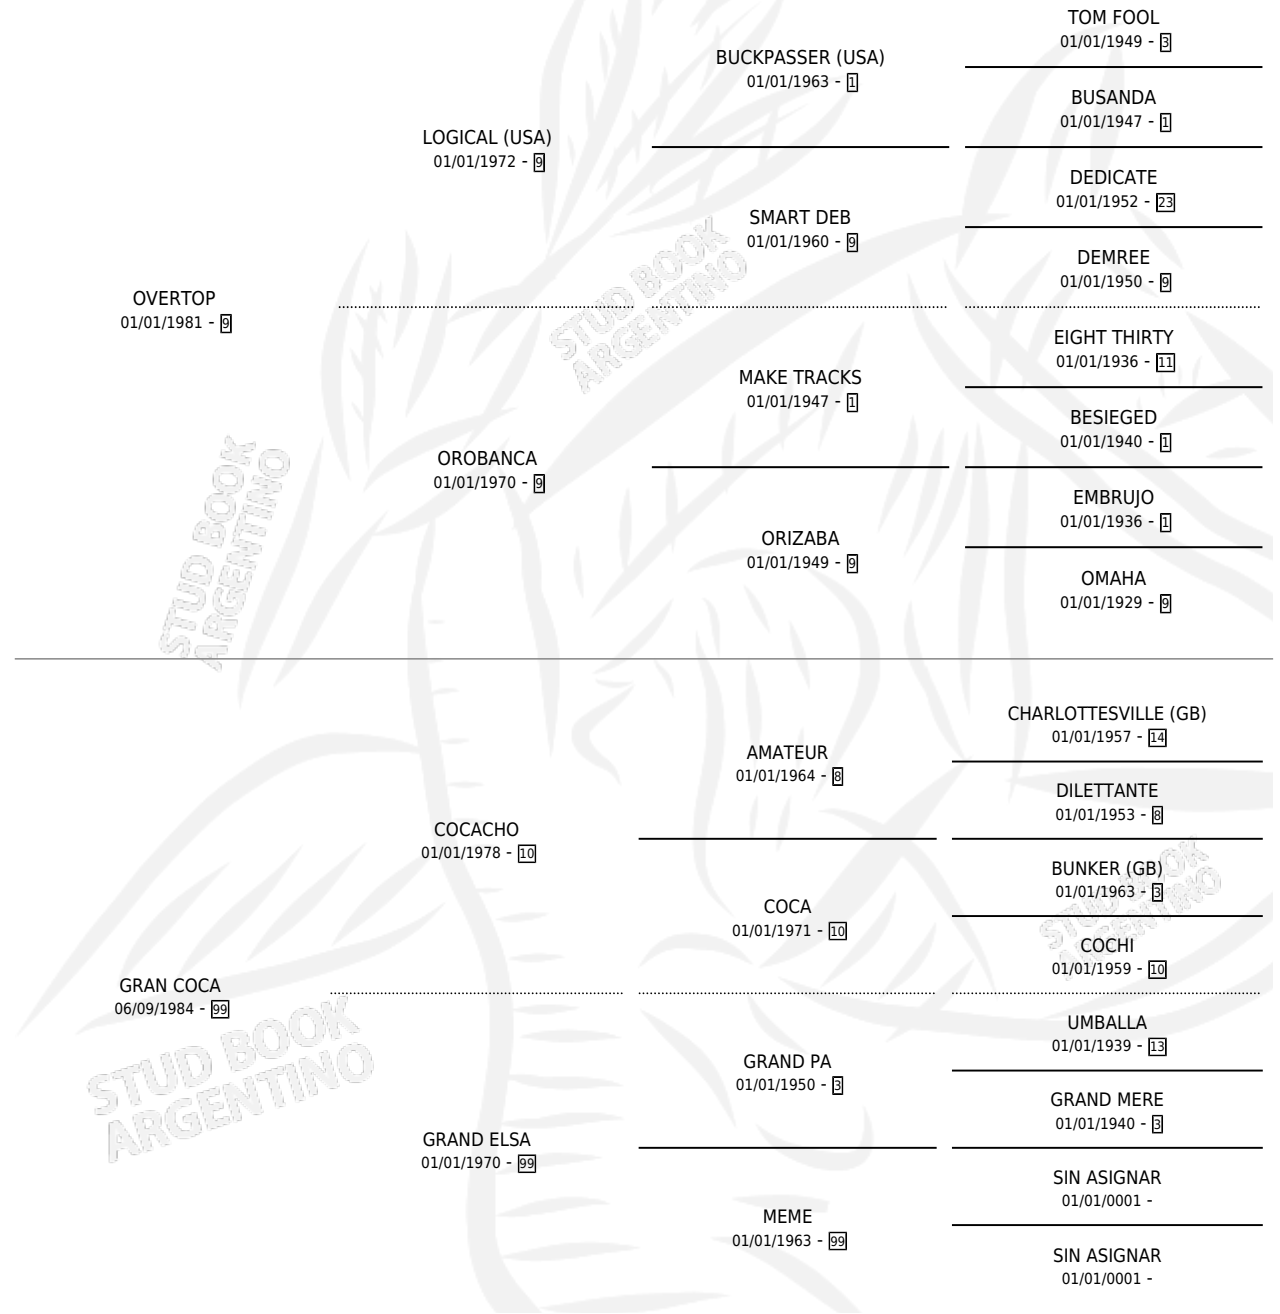 TOM FOOL
01/01/1949 - 3
BUCKPASSER (USA)
01/01/1963 - 1
BUSANDA
01/01/1947 - 1
LOGICAL (USA)
01/01/1972 - 9
DEDICATE
01/01/1952 - 23
SMART DEB
01/01/1960 - 9
DEMREE
01/01/1950 - 9
OVERTOP
01/01/1981 - 9
STUD BOOK
ARGENTINO
EIGHT THIRTY
01/01/1936 - 11
MAKE TRACKS
01/01/1947 - 1
BESIEGED
01/01/1940 - 1
OROBANCA
01/01/1970 - 9
EMBRUJO
01/01/1936 - 1
ORIZABA
01/01/1949 - 9
OMAHA
01/01/1929 - 9
STUD BOOK
ARGENTINO
CHARLOTTESVILLE (GB)
01/01/1957 - 14
AMATEUR
01/01/1964 - 8
DILETTANTE
01/01/1953 - 8
COCACHO
01/01/1978 - 10
BUNKER (GB)
01/01/1963 - 3
COCA
01/01/1971 - 10
STUD BOOK
ARGENTINO
COCHI
01/01/1959 - 10
GRAN COCA
06/09/1984 - 99
UMBALLA
01/01/1939 - 13
STUD BOOK
ARGENTINO
GRAND PA
01/01/1950 - 3
GRAND MERE
01/01/1940 - 3
GRAND ELSA
01/01/1970 - 99
SIN ASIGNAR
01/01/0001 -
MEME
01/01/1963 - 99
SIN ASIGNAR
01/01/0001 -